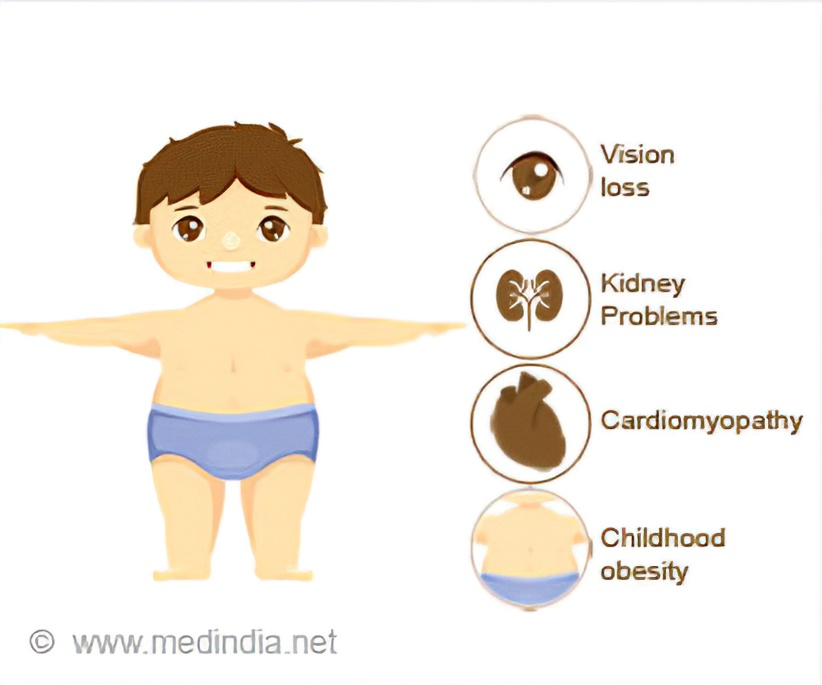 Vision
loss
Kidney
Problems
Cardiomyopathy
Childhood
obesity
© www.medindia.net